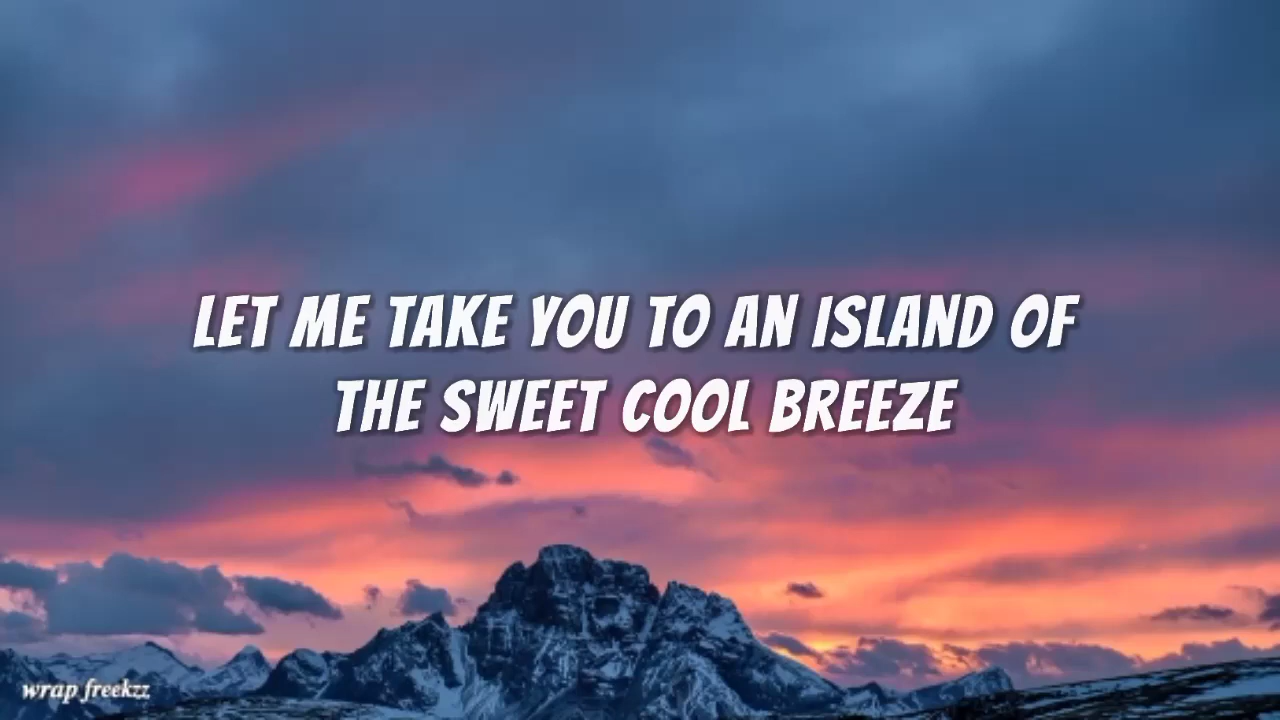 LET ME TAKE YOU TO AN ISLAND OF
THE SWEET COOL BREEZE
wrap freekzz